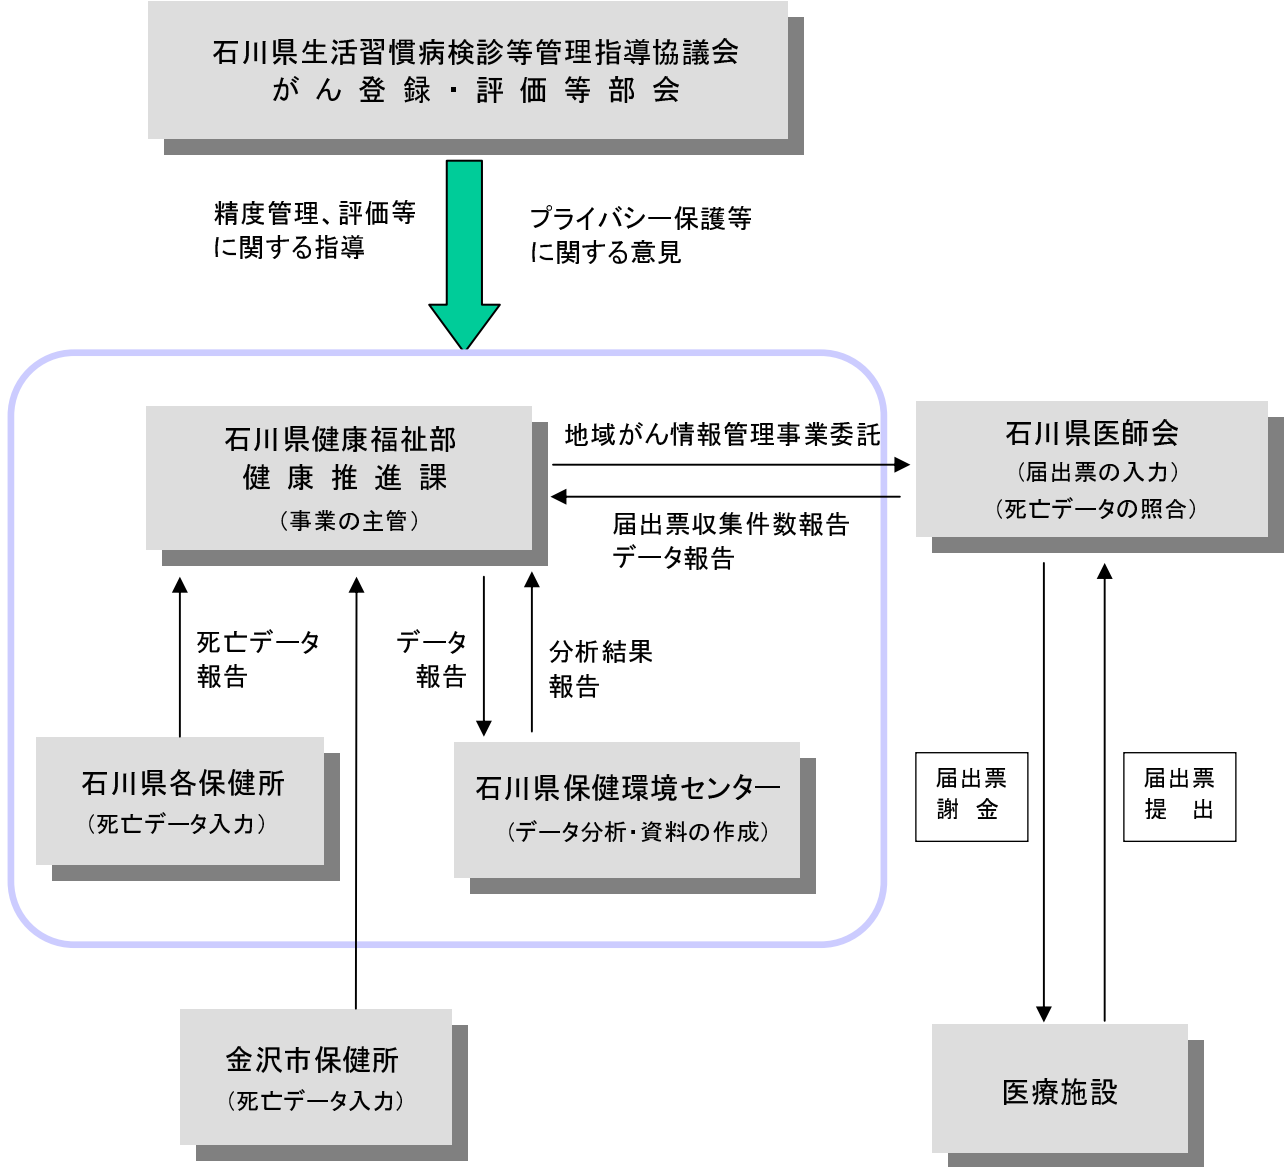 石川県生活習慣病検診等管理指導協議会
がん登録・評価等部会
精度管理、評価等
に関する指導
プライバシー保護等
に関する意見
石川県健康福祉部
健康推進課
（事業の主管）
地域がん情報管理事業委託
届出票収集件数報告
データ報告
石川県医師会
（届出票の入力）
（死亡データの照合）
死亡データ
報告
データ
報告
分析結果
報告
石川県各保健所
（死亡データ入力）
石川県保健環境センター
（データ分析・資料の作成）
届出票
謝金
届出票
提出
金沢市保健所
（死亡データ入力）
医療施設